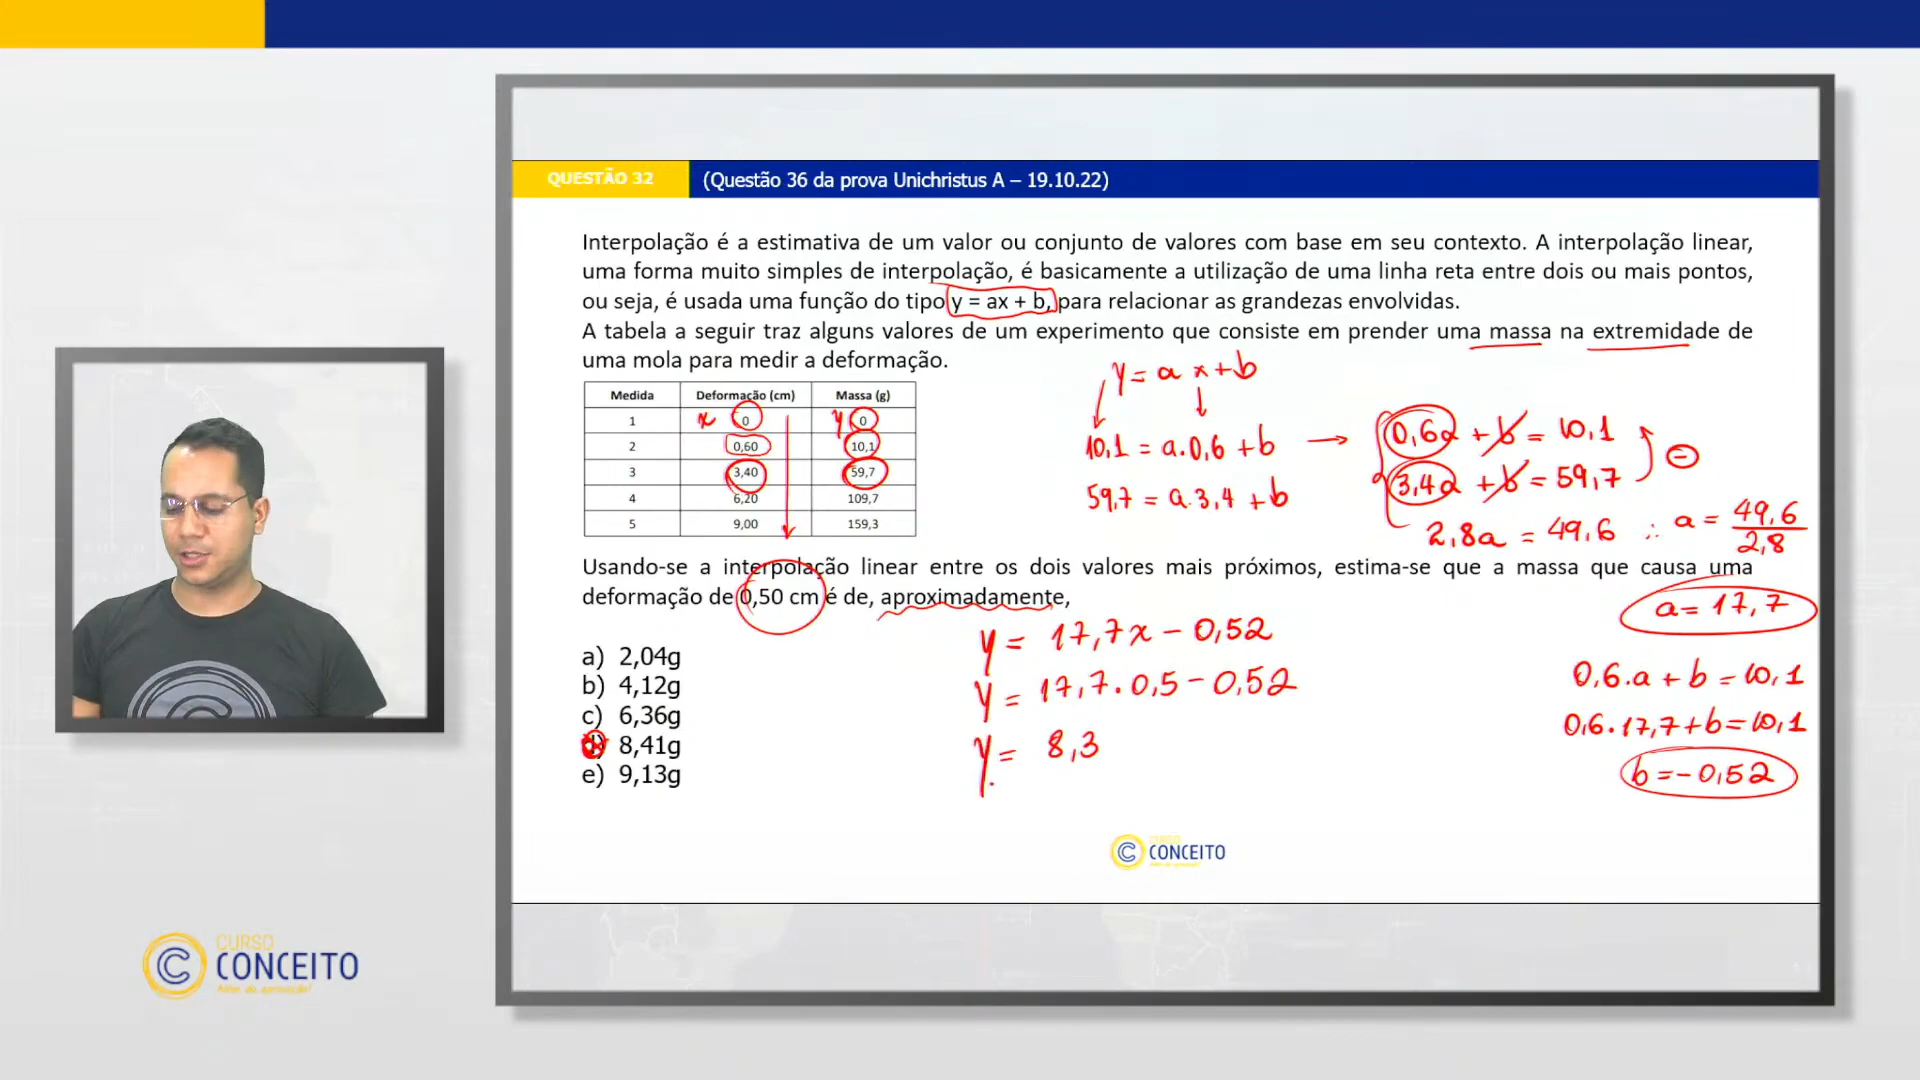 QUESTÃO 32
(Questão 36 da prova Unichristus A – 19.10.22)
Interpolação é a estimativa de um valor ou conjunto de valores com base em seu contexto. A interpolação linear,
uma forma muito simples de interpolação, é basicamente a utilização de uma linha reta entre dois ou mais pontos,
ou seja, é usada uma função do tipo y = ax + b, para relacionar as grandezas envolvidas.
A tabela a seguir traz alguns valores de um experimento que consiste em prender uma massa na extremidade de
uma mola para medir a deformação.
Medida Deformação (cm) Massa (g)
1 x 0 y 0
2 0,60 10,1
3 3,40 59,7
4 6,20 109,7
5 9,00 159,3
y = a x + b
10,1 = a.0,6 + b
59,7 = a.3,4 + b
0,6a + b = 10,1
3,4a + b = 59,7
2,8a = 49,6 ∴ a = 49,6/2,8
a = 17,7
0,6.a + b = 10,1
0,6.17,7 + b = 10,1
b = -0,52
Usando-se a interpolação linear entre os dois valores mais próximos, estima-se que a massa que causa uma
deformação de 0,50 cm é de, aproximadamente,
a) 2,04g
b) 4,12g
c) 6,36g
d) 8,41g
e) 9,13g
y = 17,7x - 0,52
y = 17,7.0,5 - 0,52
y = 8,3
CONCEITO
CURSO
CONCEITO
Além da aprovação!